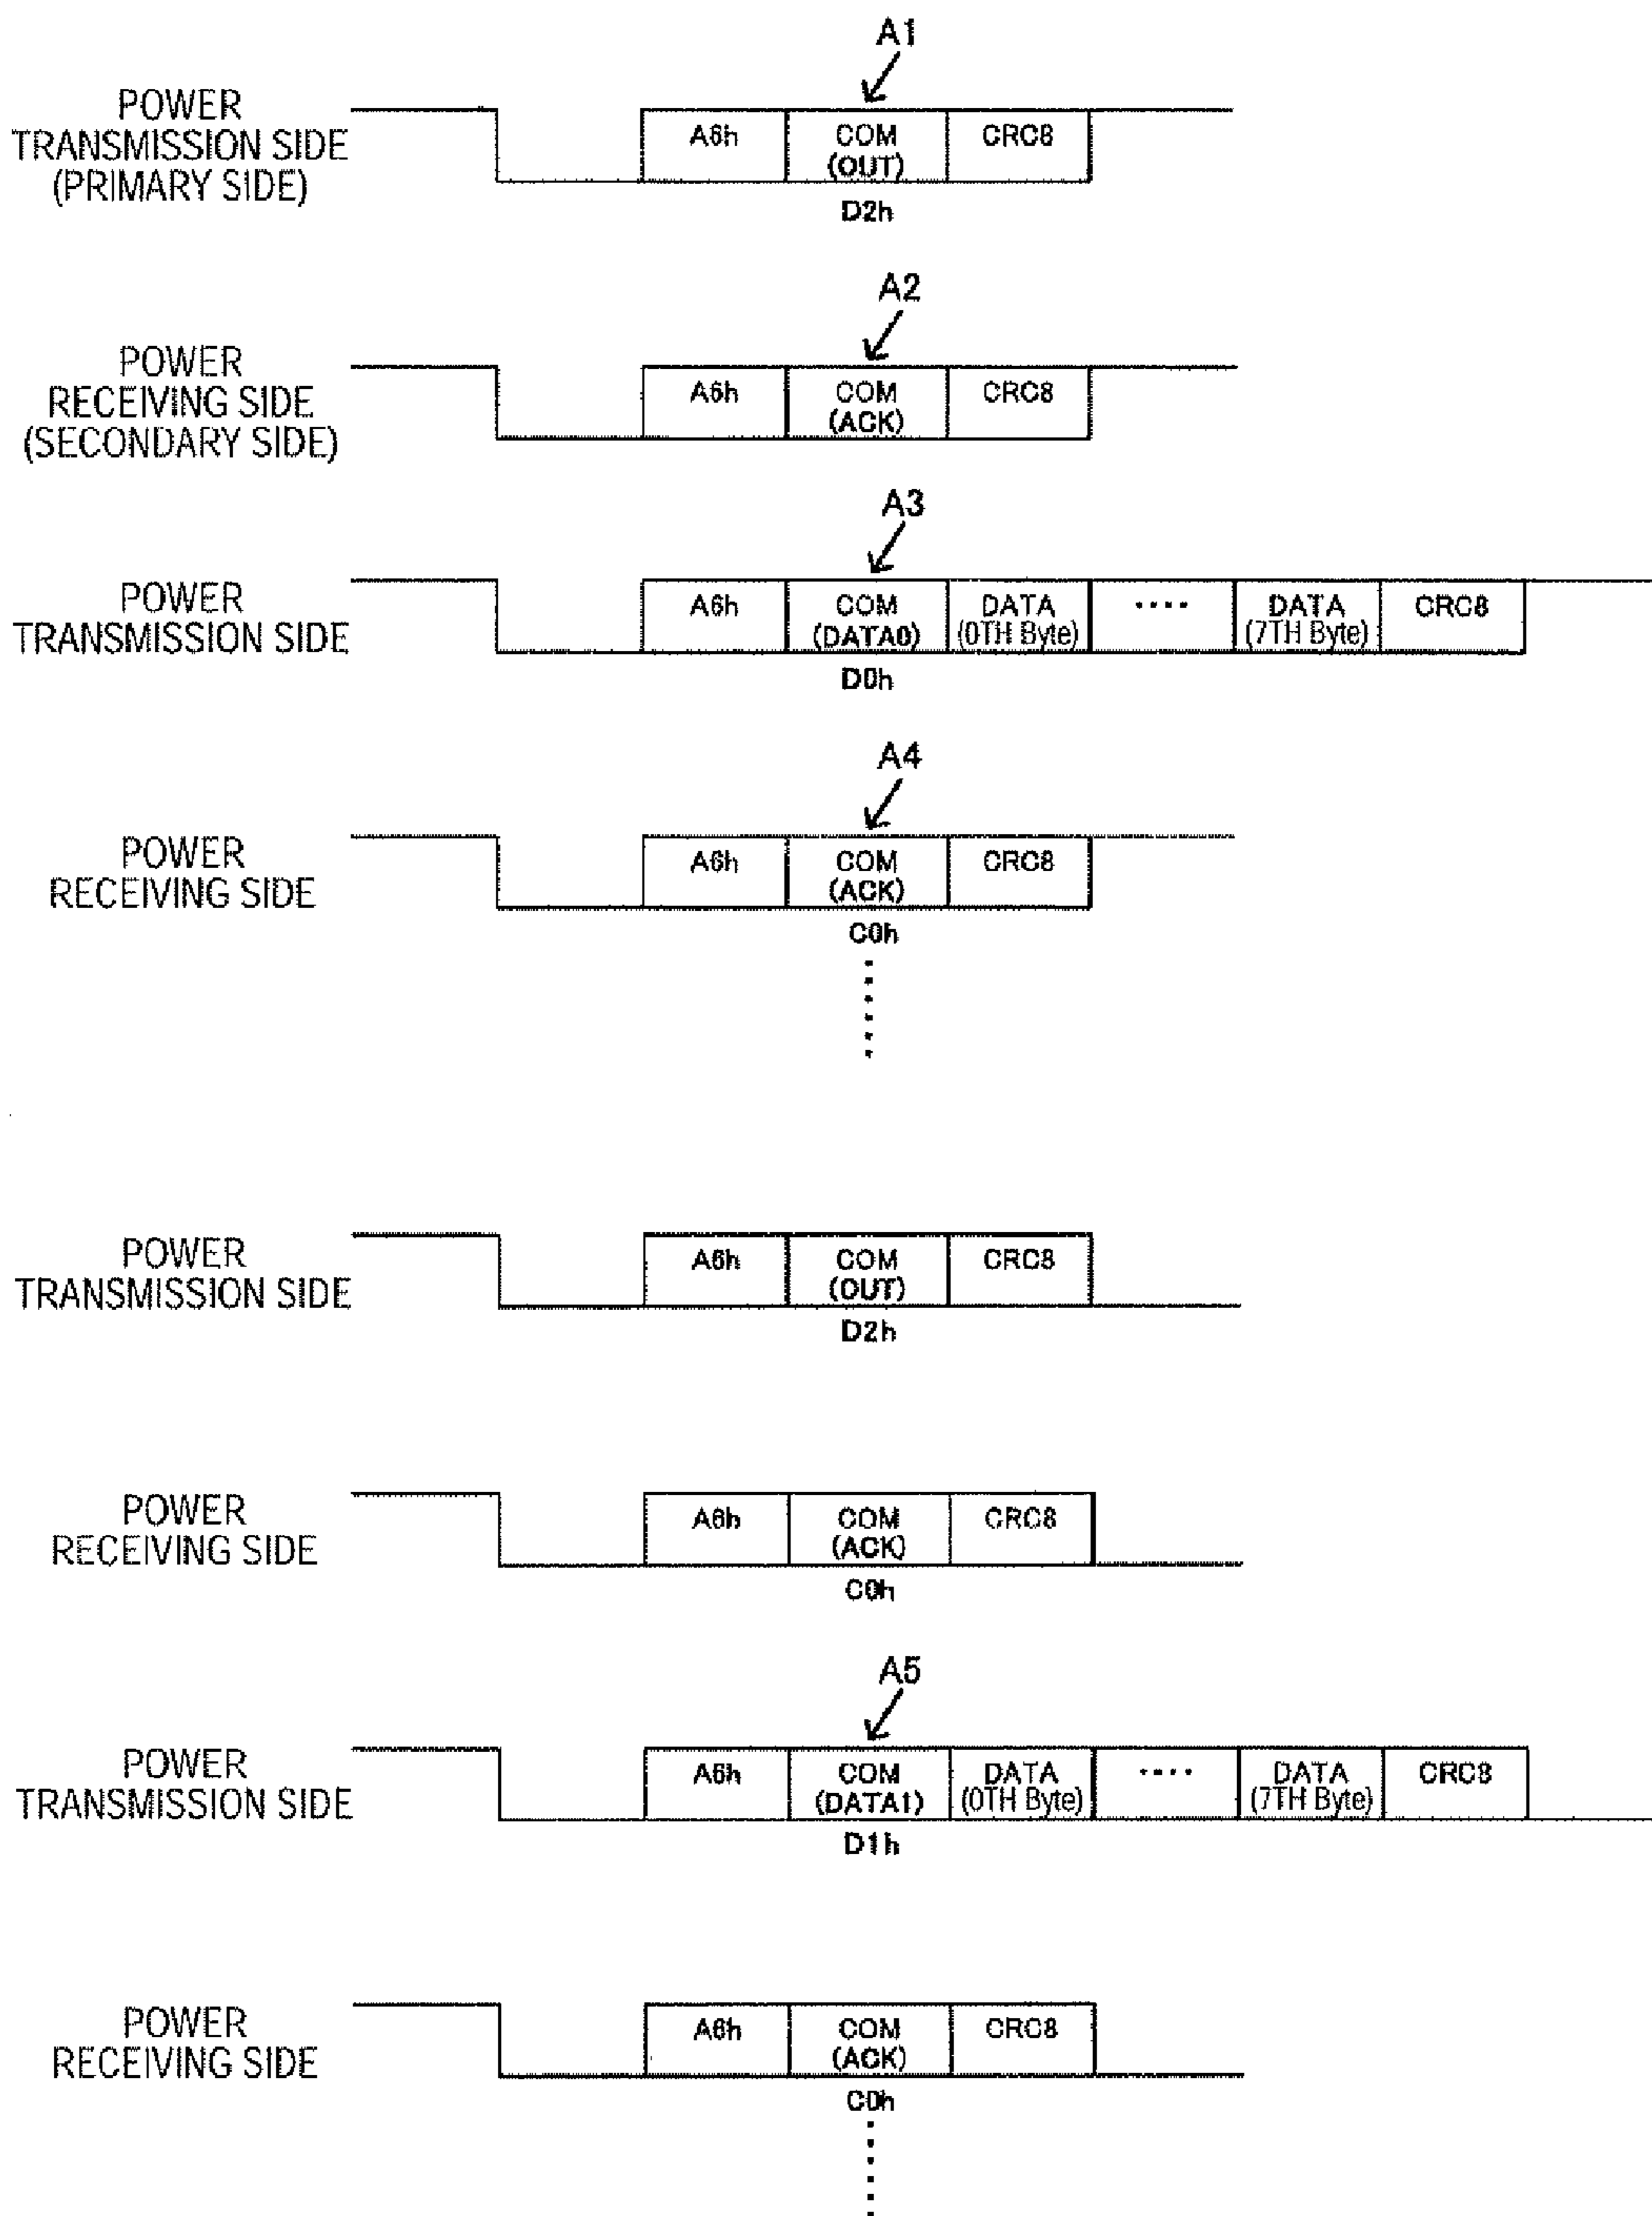 A1
POWER
TRANSMISSION SIDE
(PRIMARY SIDE)
A6h
COM
(OUT)
CRC8
D2h
A2
POWER
RECEIVING SIDE
(SECONDARY SIDE)
A6h
COM
(ACK)
CRC8
A3
POWER
TRANSMISSION SIDE
A6h
COM
(DATA0)
DATA
(0TH Byte)
····
DATA
(7TH Byte)
CRC8
D0h
A4
POWER
RECEIVING SIDE
A6h
COM
(ACK)
CRC8
C0h
POWER
TRANSMISSION SIDE
A6h
COM
(OUT)
CRC8
D2h
POWER
RECEIVING SIDE
A6h
COM
(ACK)
CRC8
C0h
A5
POWER
TRANSMISSION SIDE
A6h
COM
(DATA1)
DATA
(0TH Byte)
····
DATA
(7TH Byte)
CRC8
D1h
POWER
RECEIVING SIDE
A6h
COM
(ACK)
CRC8
C0h